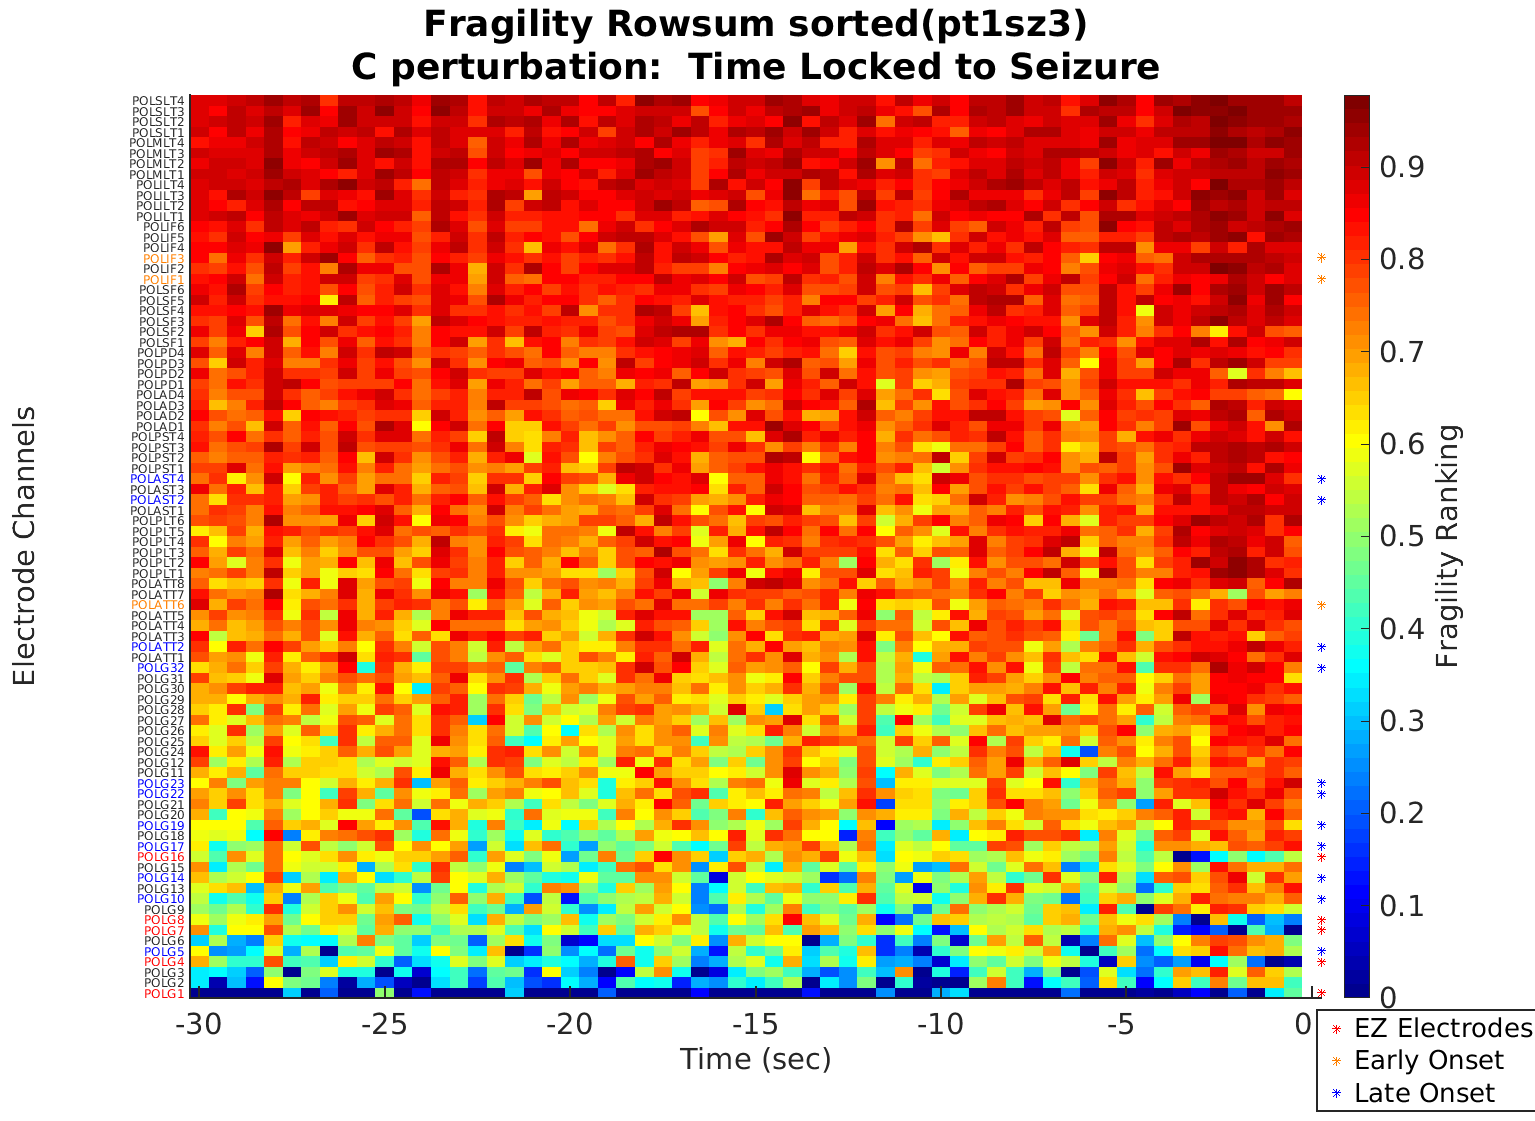 Fragility Rowsum sorted(pt1sz3)
C perturbation:  Time Locked to Seizure
Electrode Channels
POLSLT4
POLSLT3
POLSLT2
POLSLT1
POLMLT4
POLMLT3
POLMLT2
POLMLT1
POLILT4
POLILT3
POLILT2
POLILT1
POLIF6
POLIF5
POLIF4
POLIF3
POLIF2
POLIF1
POLSF6
POLSF5
POLSF4
POLSF3
POLSF2
POLSF1
POLPD4
POLPD3
POLPD2
POLPD1
POLAD4
POLAD3
POLAD2
POLAD1
POLPST4
POLPST3
POLPST2
POLPST1
POLAST4
POLAST3
POLAST2
POLAST1
POLPLT6
POLPLT5
POLPLT4
POLPLT3
POLPLT2
POLPLT1
POLATT8
POLATT7
POLATT6
POLATT5
POLATT4
POLATT3
POLATT2
POLATT1
POLG32
POLG31
POLG30
POLG29
POLG28
POLG27
POLG26
POLG25
POLG24
POLG12
POLG11
POLG23
POLG22
POLG21
POLG20
POLG19
POLG18
POLG17
POLG16
POLG15
POLG14
POLG13
POLG10
POLG9
POLG8
POLG7
POLG6
POLG5
POLG4
POLG3
POLG2
POLG1
-30 -25 -20 -15 -10 -5 0
Time (sec)
0.9
0.8
0.7
0.6
0.5
0.4
0.3
0.2
0.1
0
Fragility Ranking
EZ Electrodes
Early Onset
Late Onset